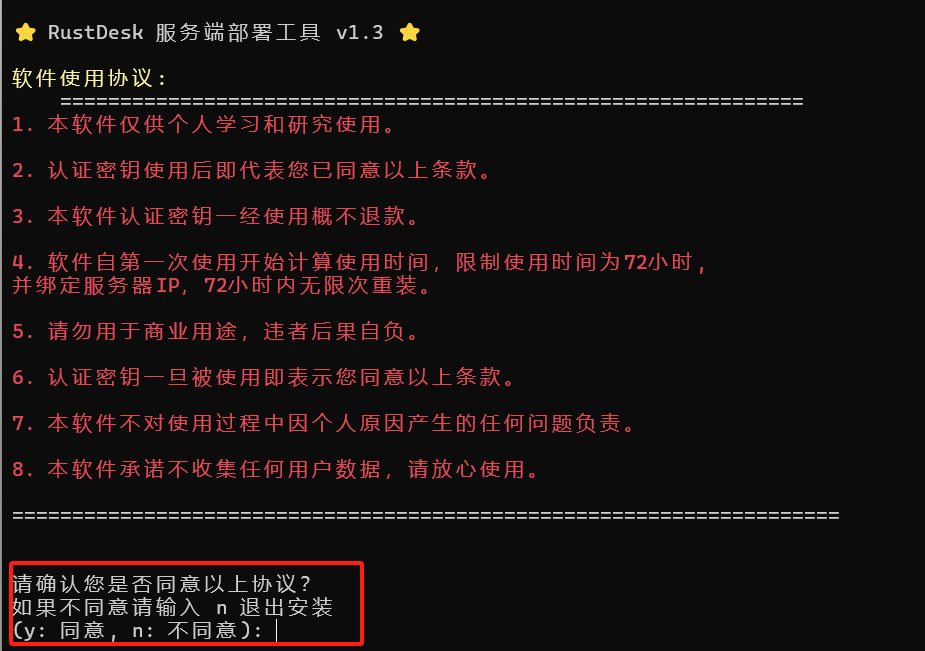 ⭐ RustDesk 服务端部署工具 v1.3 ⭐
软件使用协议:
==============================================================
1. 本软件仅供个人学习和研究使用。
2. 认证密钥使用后即代表您已同意以上条款。
3. 本软件认证密钥一经使用概不退款。
4. 软件自第一次使用开始计算使用时间, 限制使用时间为72小时,
并绑定服务器IP, 72小时内无限次重装。
5. 请勿用于商业用途, 违者后果自负。
6. 认证密钥一旦被使用即表示您同意以上条款。
7. 本软件不对使用过程中因个人原因产生的任何问题负责。
8. 本软件承诺不收集任何用户数据, 请放心使用。
=====================================================================
请确认您是否同意以上协议?
如果不同意请输入 n 退出安装
(y: 同意, n: 不同意):